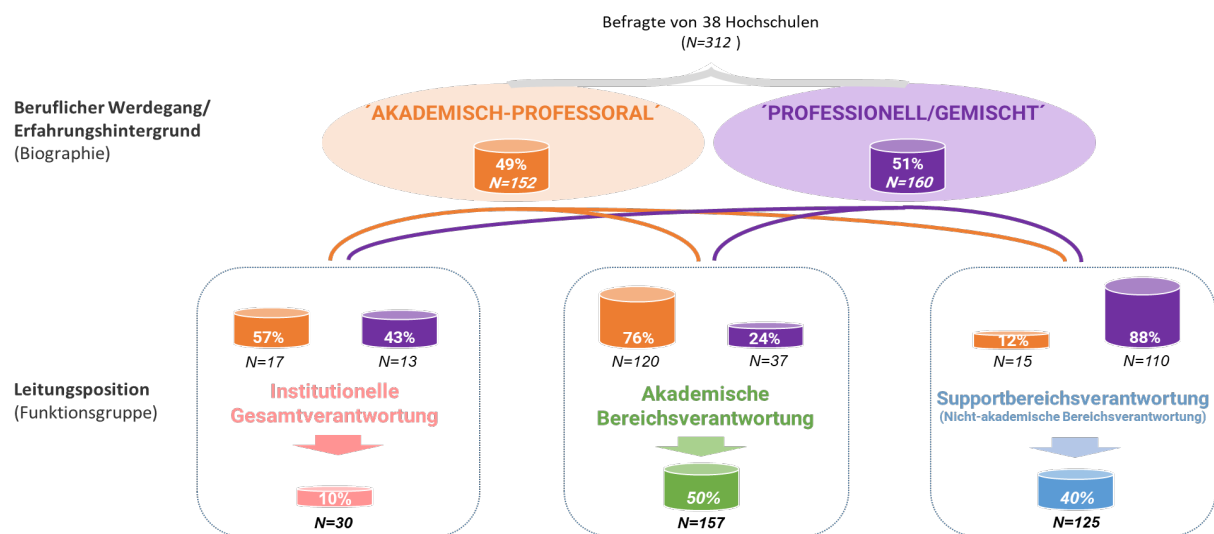 Befragte von 38 Hochschulen
(N=312 )
Beruflicher Werdegang/
Erfahrungshintergrund
(Biographie)
´AKADEMISCH-PROFESSORAL´
49%
N=152
´PROFESSIONELL/GEMISCHT´
51%
N=160
57%
N=17
43%
N=13
76%
N=120
24%
N=37
12%
N=15
88%
N=110
Leitungsposition
(Funktionsgruppe)
Institutionelle
Gesamtverantwortung
Akademische
Bereichsverantwortung
Supportbereichsverantwortung
(Nicht-akademische Bereichsverantwortung)
10%
N=30
50%
N=157
40%
N=125